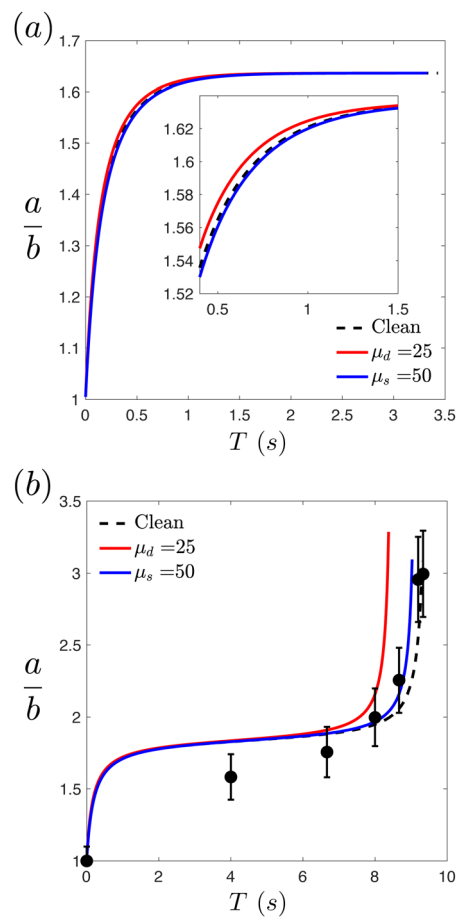 (a)
1.7
1.6
1.5
1.4
1.3
1.2
1.1
1
a
b
1.62
1.6
1.58
1.56
1.54
1.52
0.5 1 1.5
Clean
μd =25
μs =50
0 0.5 1 1.5 2 2.5 3 3.5
T (s)
(b)
3.5
3
2.5
2
1.5
1
a
b
Clean
μd =25
μs =50
0 2 4 6 8 10
T (s)